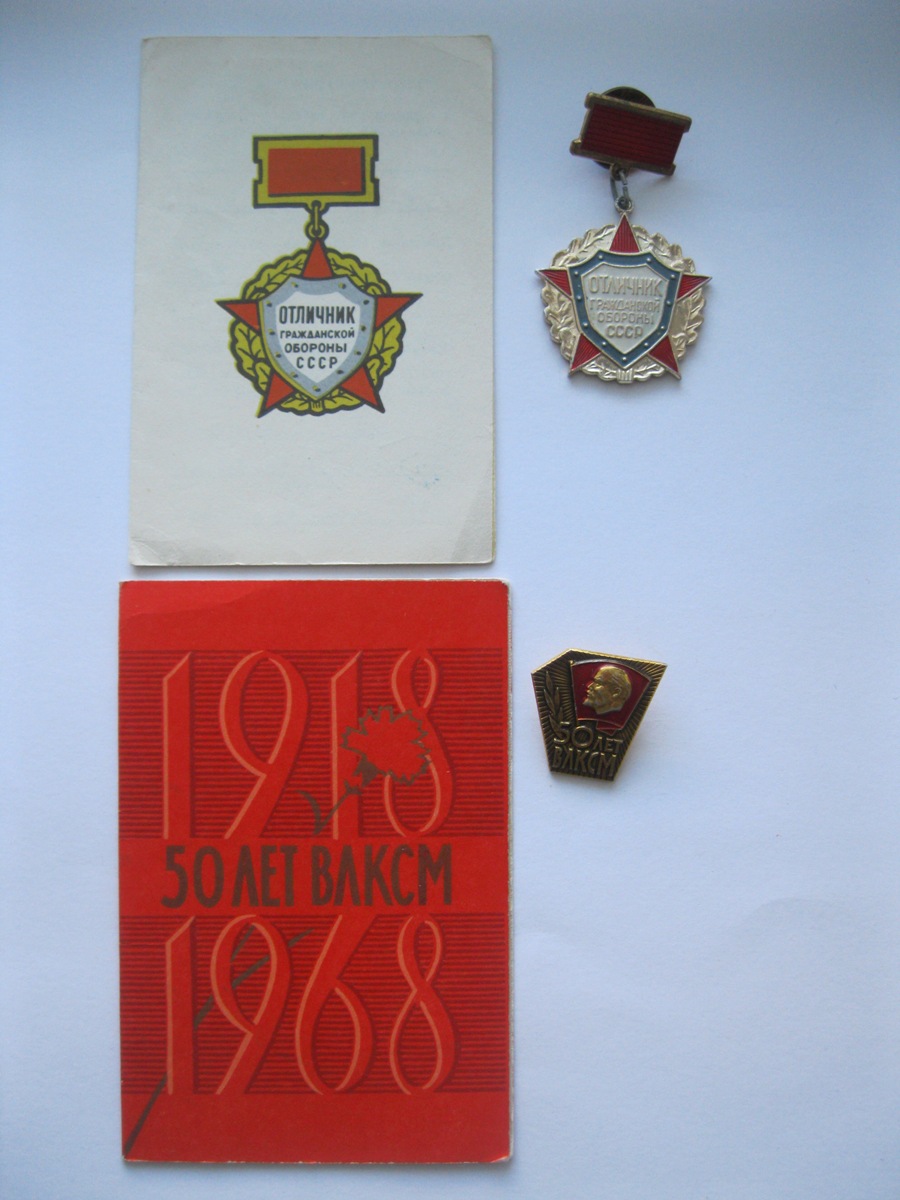 ОТЛИЧНИК
ГРАЖДАНСКОЙ
ОБОРОНЫ
СССР
ОТЛИЧНИК
ГРАЖДАНСКОЙ
ОБОРОНЫ
СССР
1918
50 ЛЕТ ВЛКСМ
1968
50 ЛЕТ
ВЛКСМ